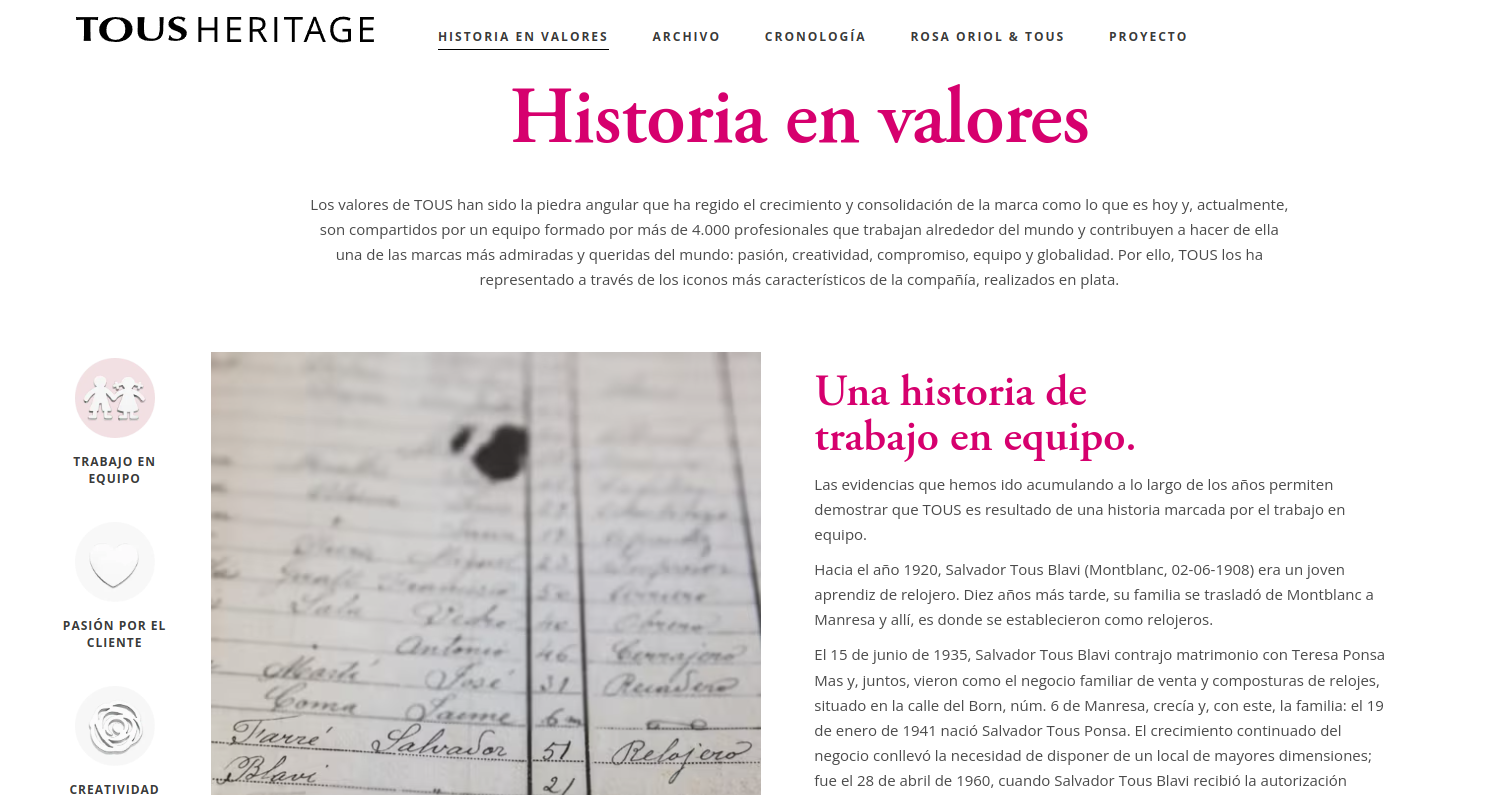 TOUS HERITAGE
HISTORIA EN VALORES
ARCHIVO
CRONOLOGÍA
ROSA ORIOL & TOUS
PROYECTO
Historia en valores
Los valores de TOUS han sido la piedra angular que ha regido el crecimiento y consolidación de la marca como lo que es hoy y, actualmente,
son compartidos por un equipo formado por más de 4.000 profesionales que trabajan alrededor del mundo y contribuyen a hacer de ella
una de las marcas más admiradas y queridas del mundo: pasión, creatividad, compromiso, equipo y globalidad. Por ello, TOUS los ha
representado a través de los iconos más característicos de la compañía, realizados en plata.
TRABAJO EN
EQUIPO
PASIÓN POR EL
CLIENTE
CREATIVIDAD
Sala Pedro 40 Obrero
Antonio 46 Cerrajero
Martí José 31 Recadero
Coma Jaume 6 m
Farré Salvador 51 Relojero
Blavi " 21
Una historia de
trabajo en equipo.
Las evidencias que hemos ido acumulando a lo largo de los años permiten
demostrar que TOUS es resultado de una historia marcada por el trabajo en
equipo.
Hacia el año 1920, Salvador Tous Blavi (Montblanc, 02-06-1908) era un joven
aprendiz de relojero. Diez años más tarde, su familia se trasladó de Montblanc a
Manresa y allí, es donde se establecieron como relojeros.
El 15 de junio de 1935, Salvador Tous Blavi contrajo matrimonio con Teresa Ponsa
Mas y, juntos, vieron como el negocio familiar de venta y composturas de relojes,
situado en la calle del Born, núm. 6 de Manresa, crecía y, con este, la familia: el 19
de enero de 1941 nació Salvador Tous Ponsa. El crecimiento continuado del
negocio conllevó la necesidad de disponer de un local de mayores dimensiones;
fue el 28 de abril de 1960, cuando Salvador Tous Blavi recibió la autorización